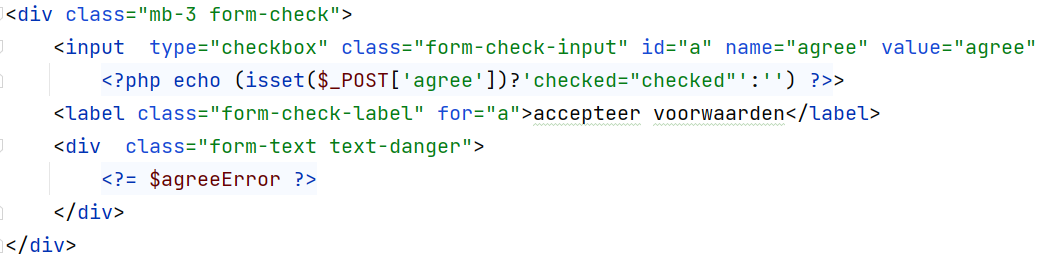 <div class="mb-3 form-check">
    <input  type="checkbox" class="form-check-input" id="a" name="agree" value="agree"
        <?php echo (isset($_POST['agree'])?'checked="checked"':'') ?>>
    <label class="form-check-label" for="a">accepteer voorwaarden</label>
    <div  class="form-text text-danger">
        <?= $agreeError ?>
    </div>
</div>